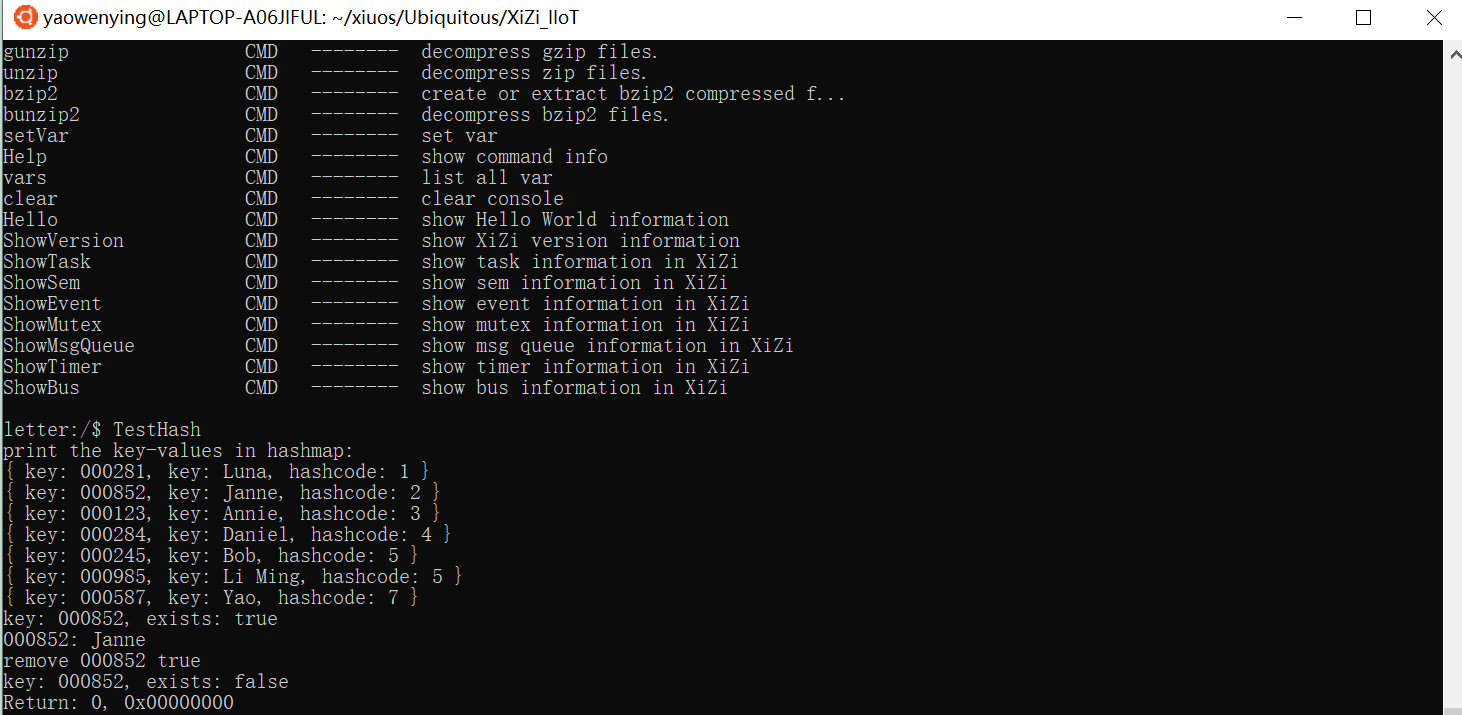 yaowenying@LAPTOP-A06JIFUL: ~/xiuos/Ubiquitous/XiZi_IIoT
gunzip CMD -------- decompress gzip files.
unzip CMD -------- decompress zip files.
bzip2 CMD -------- create or extract bzip2 compressed f...
bunzip2 CMD -------- decompress bzip2 files.
setVar CMD -------- set var
Help CMD -------- show command info
vars CMD -------- list all var
clear CMD -------- clear console
Hello CMD -------- show Hello World information
ShowVersion CMD -------- show XiZi version information
ShowTask CMD -------- show task information in XiZi
ShowSem CMD -------- show sem information in XiZi
ShowEvent CMD -------- show event information in XiZi
ShowMutex CMD -------- show mutex information in XiZi
ShowMsgQueue CMD -------- show msg queue information in XiZi
ShowTimer CMD -------- show timer information in XiZi
ShowBus CMD -------- show bus information in XiZi
letter:/$ TestHash
print the key-values in hashmap:
{ key: 000281, key: Luna, hashcode: 1 }
{ key: 000852, key: Janne, hashcode: 2 }
{ key: 000123, key: Annie, hashcode: 3 }
{ key: 000284, key: Daniel, hashcode: 4 }
{ key: 000245, key: Bob, hashcode: 5 }
{ key: 000985, key: Li Ming, hashcode: 5 }
{ key: 000587, key: Yao, hashcode: 7 }
key: 000852, exists: true
000852: Janne
remove 000852 true
key: 000852, exists: false
Return: 0, 0x00000000